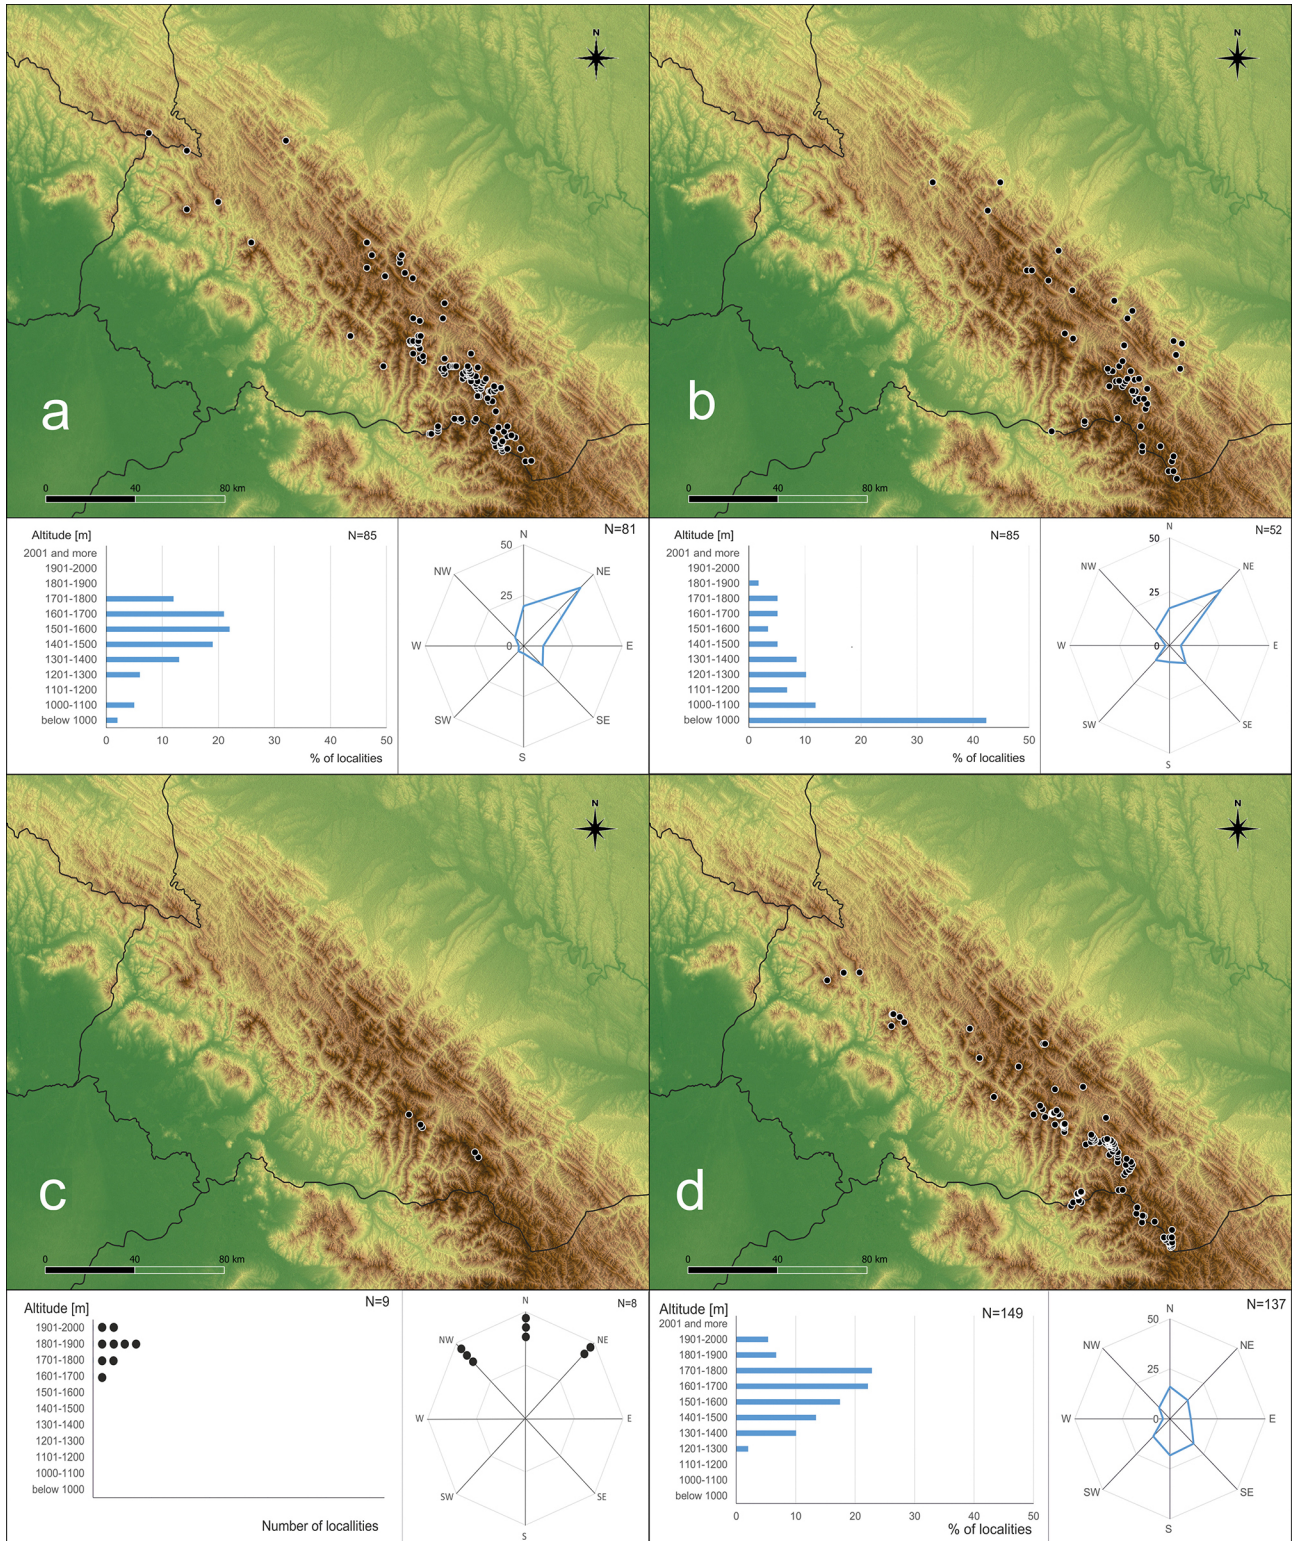 N
N
a
b
0 40 80 km
0 40 80 km
Altitude [m]
N=85
2001 and more
1901-2000
1801-1900
1701-1800
1601-1700
1501-1600
1401-1500
1301-1400
1201-1300
1101-1200
1000-1100
below 1000
0 10 20 30 40 50
% of localities
N=81
N
50
NW
NE
25
W
0
E
SW
SE
S
Altitude [m]
N=85
2001 and more
1901-2000
1801-1900
1701-1800
1601-1700
1501-1600
1401-1500
1301-1400
1201-1300
1101-1200
1000-1100
below 1000
0 10 20 30 40 50
% of localities
N=52
N
50
NW
NE
25
W
0
E
SW
SE
S
N
N
c
d
0 40 80 km
0 40 80 km
Altitude [m]
N=9
1901-2000
1801-1900
1701-1800
1601-1700
1501-1600
1401-1500
1301-1400
1201-1300
1101-1200
1000-1100
below 1000
Number of locallities
N=8
N
NW
NE
W
E
SW
SE
S
Altitude [m]
N=149
2001 and more
1901-2000
1801-1900
1701-1800
1601-1700
1501-1600
1401-1500
1301-1400
1201-1300
1101-1200
1000-1100
below 1000
0 10 20 30 40 50
% of localities
N=137
N
50
NW
NE
25
W
0
E
SW
SE
S